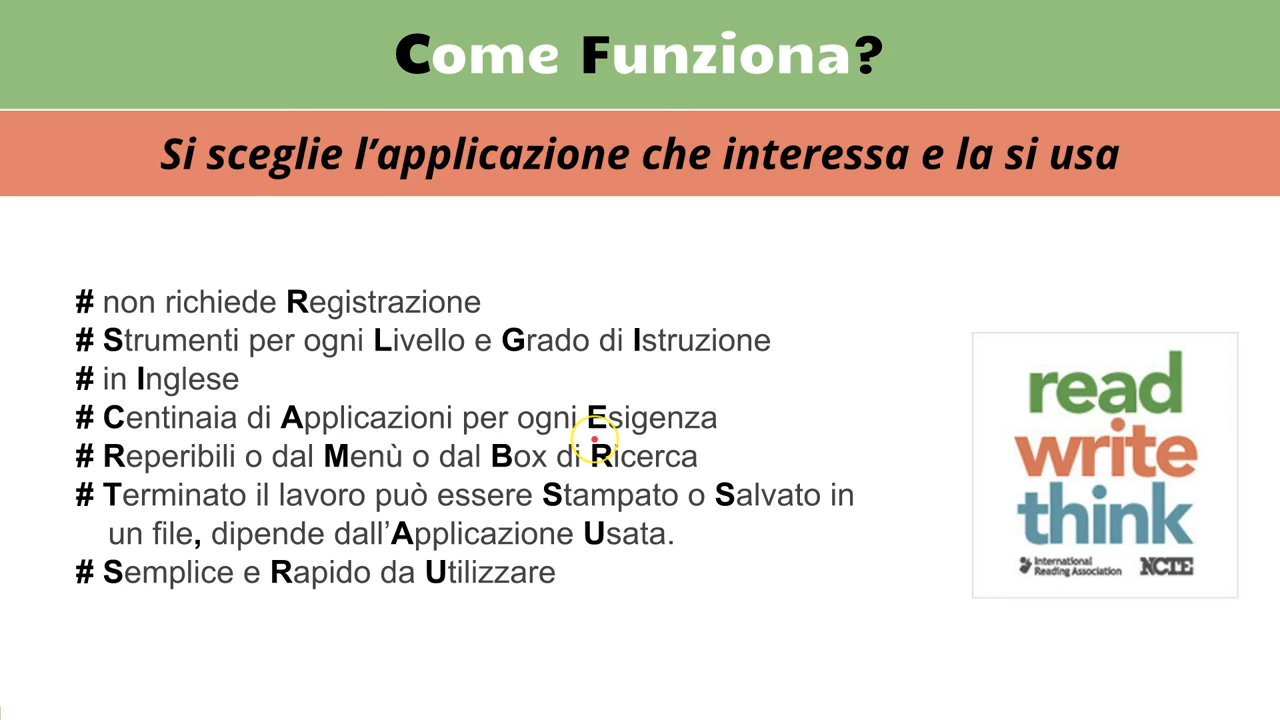 Come Funziona?
Si sceglie l’applicazione che interessa e la si usa
# non richiede Registrazione
# Strumenti per ogni Livello e Grado di Istruzione
# in Inglese
# Centinaia di Applicazioni per ogni Esigenza
# Reperibili o dal Menù o dal Box di Ricerca
# Terminato il lavoro può essere Stampato o Salvato in
un file, dipende dall’Applicazione Usata.
# Semplice e Rapido da Utilizzare
read
write
think
International
Reading Association
NCTE